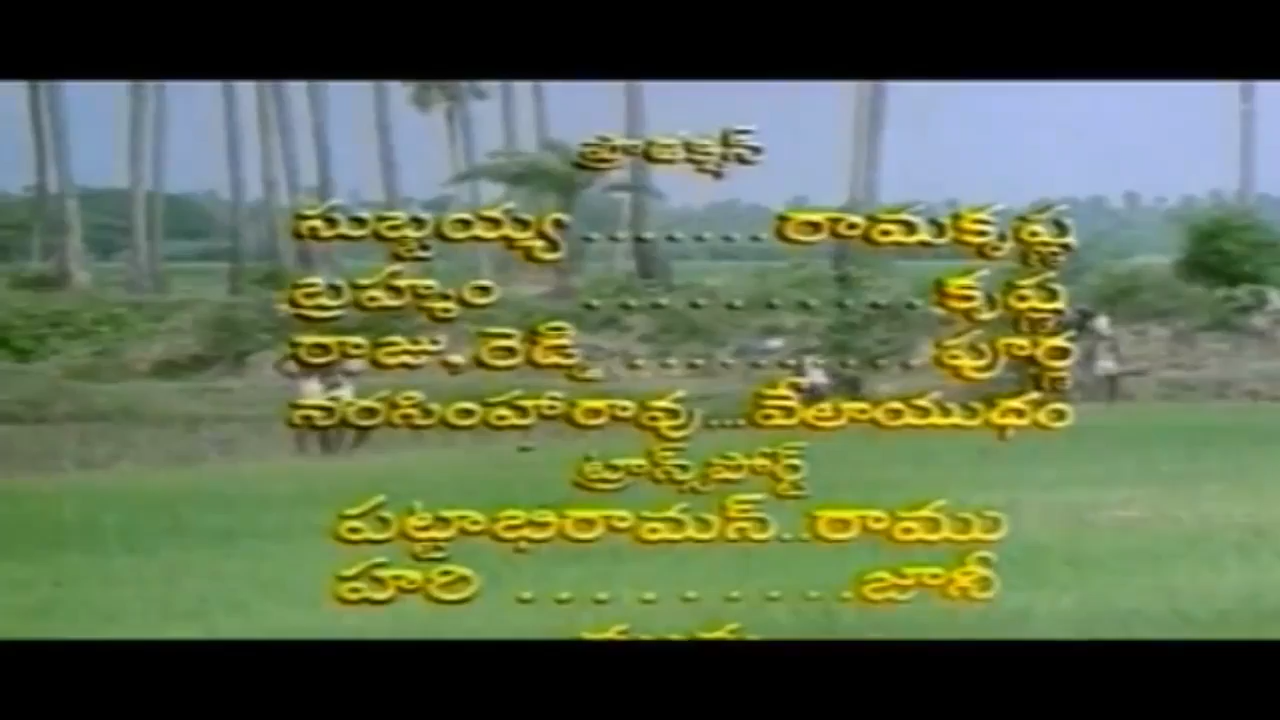 ప్రొడక్షన్
సుబ్బయ్య ....... రామకృష్ణ
బ్రహ్మం .......... కృష్ణ
రాజు.రెడ్డి ......... పూర్ణ
నరసింహారావు...వేలాయుధం
ట్రాన్స్‌పోర్ట్
పట్టాభిరామన్..రాము
హరి ..........జానీ